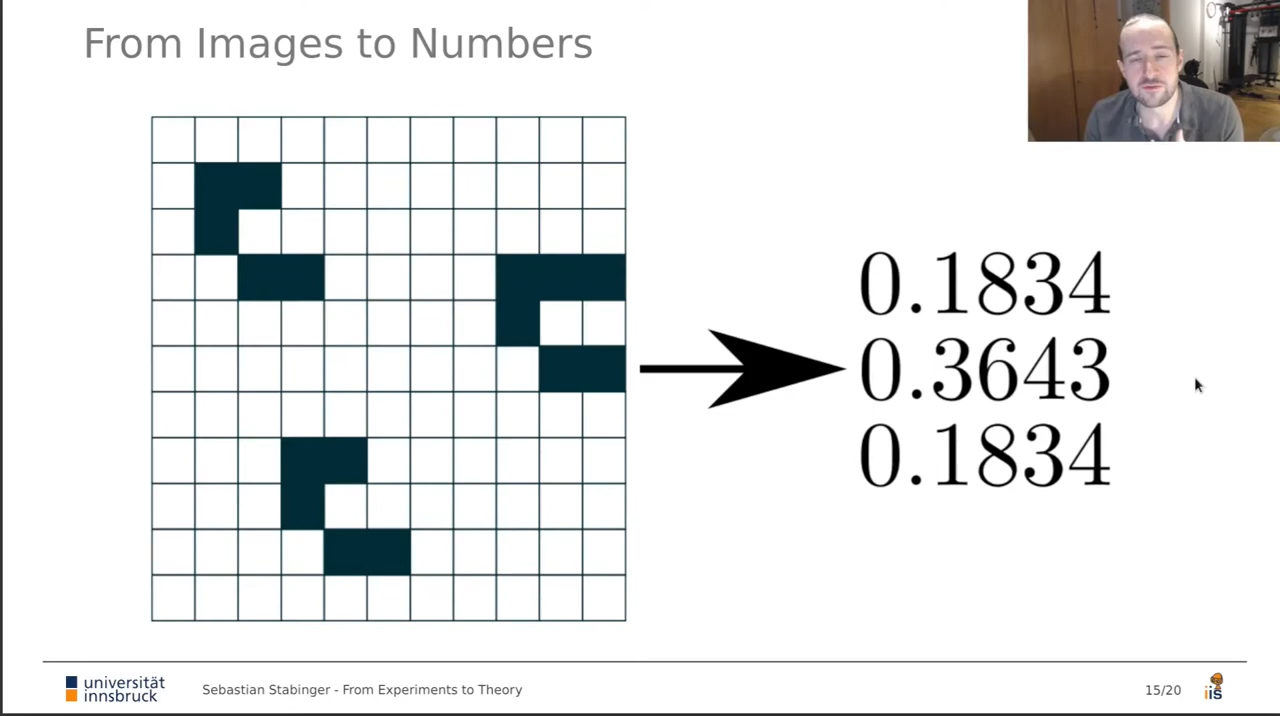 From Images to Numbers
0.1834
0.3643
0.1834
universität
innsbruck
Sebastian Stabinger - From Experiments to Theory
15/20
iis